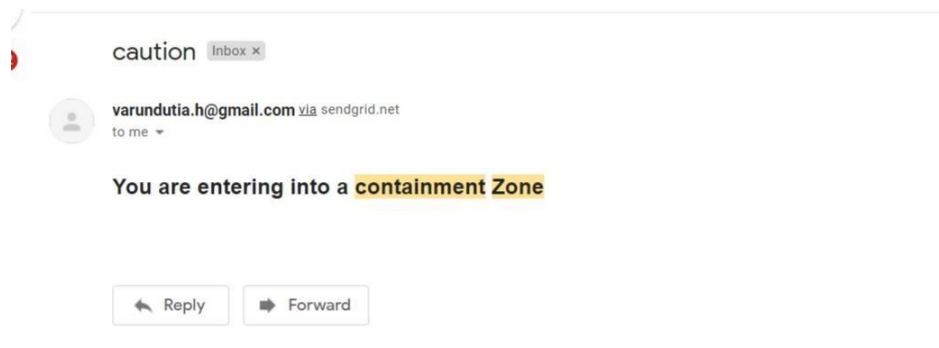 caution Inbox ×
varundutia.h@gmail.com via sendgrid.net
to me
You are entering into a containment Zone
Reply Forward